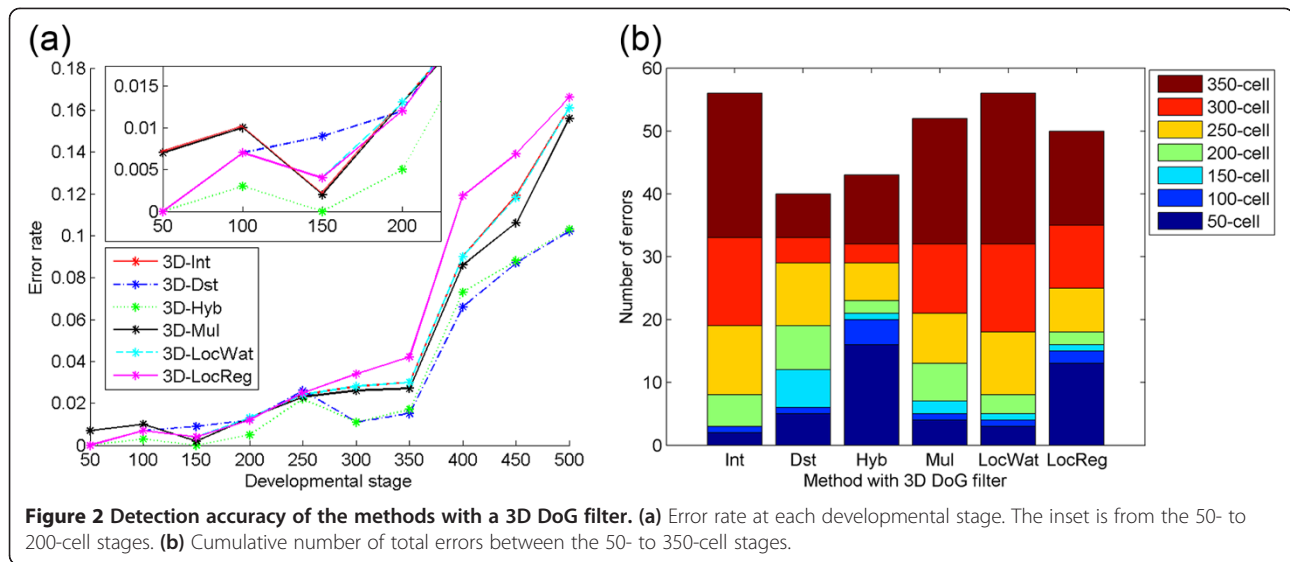 (a)
0.18
0.16
0.14
0.12
0.1
0.08
0.06
0.04
0.02
0
Error rate
0.015
0.01
0.005
0
50 100 150 200
3D-Int
3D-Dst
3D-Hyb
3D-Mul
3D-LocWat
3D-LocReg
50 100 150 200 250 300 350 400 450 500
Developmental stage
(b)
60
50
40
30
20
10
0
Number of errors
Int Dst Hyb Mul LocWat LocReg
Method with 3D DoG filter
350-cell
300-cell
250-cell
200-cell
150-cell
100-cell
50-cell
Figure 2 Detection accuracy of the methods with a 3D DoG filter. (a) Error rate at each developmental stage. The inset is from the 50- to
200-cell stages. (b) Cumulative number of total errors between the 50- to 350-cell stages.